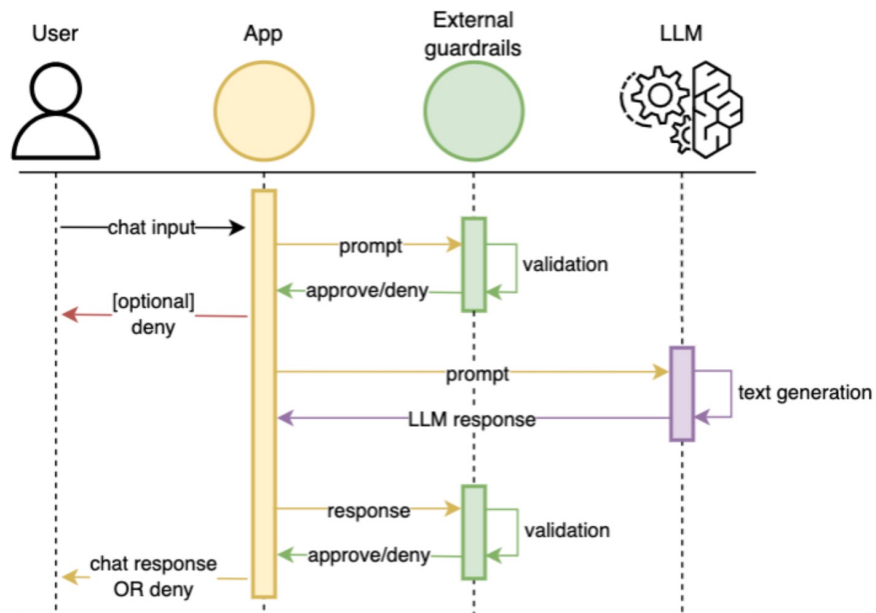 User
App
External
guardrails
LLM
chat input
prompt
validation
approve/deny
[optional]
deny
prompt
text generation
LLM response
response
validation
approve/deny
chat response
OR deny